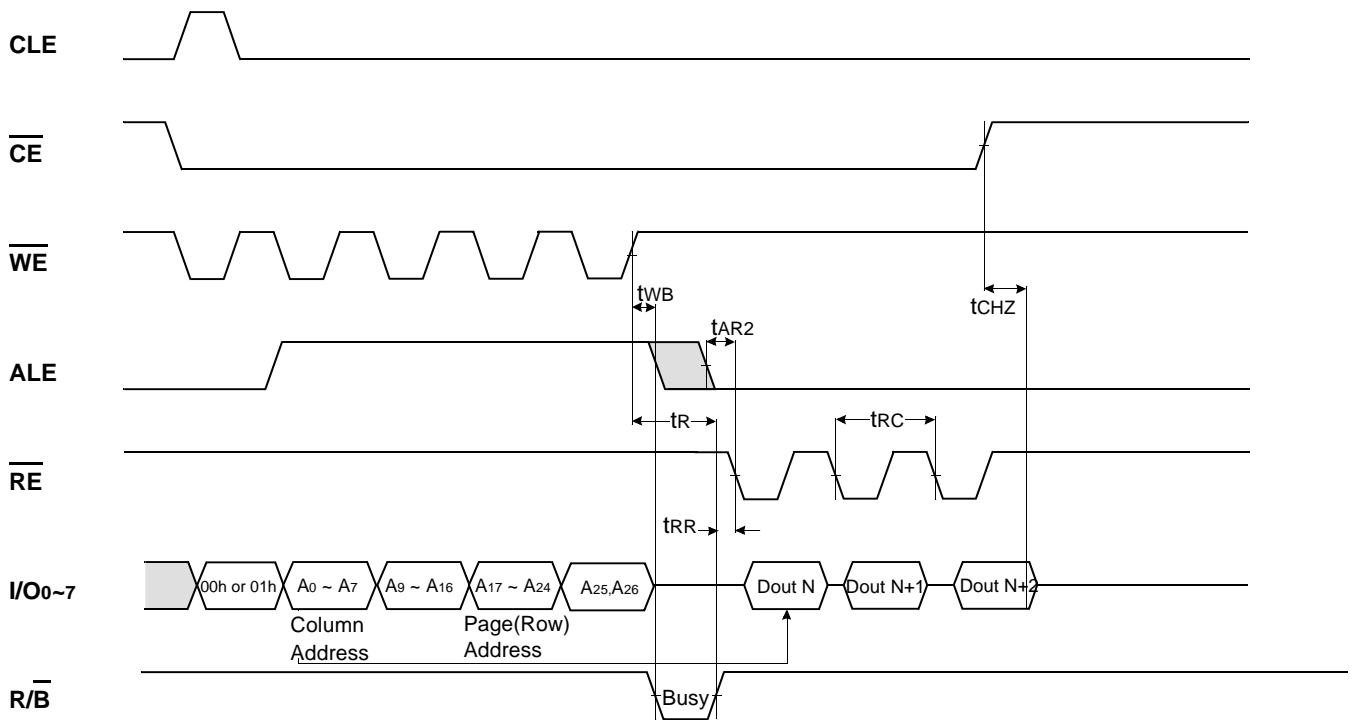 CLE
CE
WE
tWB
tCHZ
tAR2
ALE
tR
tRC
RE
tRR
I/O0~7
00h or 01h
A0 ~ A7
A9 ~ A16
A17 ~ A24
A25,A26
Dout N
Dout N+1
Dout N+2
Column
Address
Page(Row)
Address
R/B
Busy